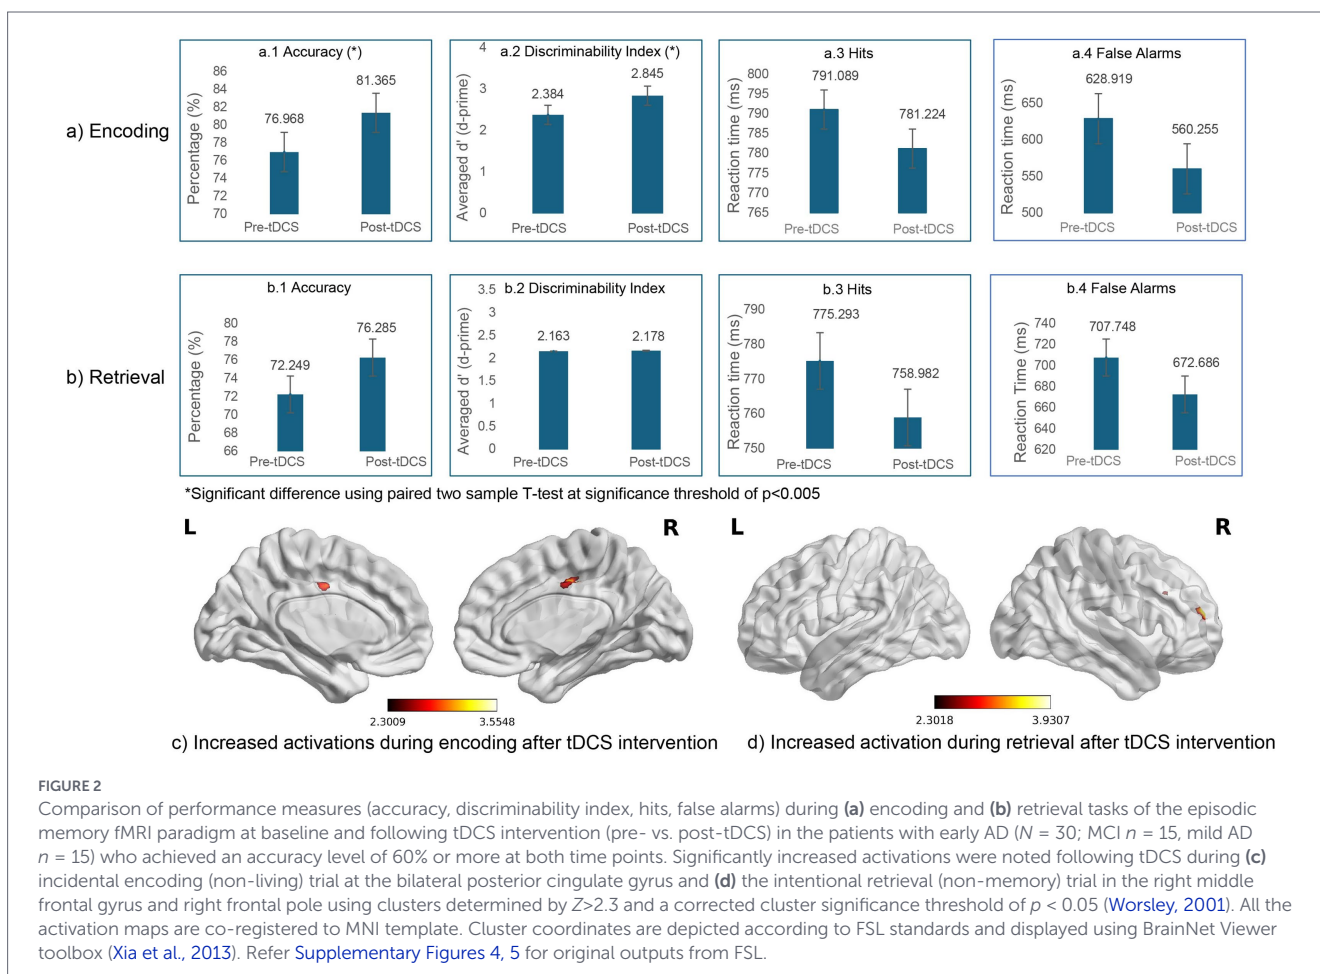 a) Encoding
a.1 Accuracy (*)
Percentage (%)
86
84
82
80
78
76
74
72
70
76.968
81.365
Pre-tDCS
Post-tDCS
a.2 Discriminability Index (*)
Averaged d' (d-prime)
4
3
2
1
0
2.384
2.845
Pre-tDCS
Post-tDCS
a.3 Hits
Reaction time (ms)
800
795
790
785
780
775
770
765
791.089
781.224
Pre-tDCS
Post-tDCS
a.4 False Alarms
Reaction time (ms)
650
600
550
500
628.919
560.255
Pre-tDCS
Post-tDCS
b) Retrieval
b.1 Accuracy
Percentage (%)
80
78
76
74
72
70
68
66
72.249
76.285
Pre-tDCS
Post-tDCS
b.2 Discriminability Index
Averaged d' (d-prime)
3.5
3
2.5
2
1.5
1
0.5
0
2.163
2.178
Pre-tDCS
Post-tDCS
b.3 Hits
Reaction time (ms)
790
780
770
760
750
775.293
758.982
Pre-tDCS
Post-tDCS
b.4 False Alarms
Reaction Time (ms)
740
720
700
680
660
640
620
707.748
672.686
Pre-tDCS
Post-tDCS
*Significant difference using paired two sample T-test at significance threshold of p<0.005
L R
2.3009 3.5548
c) Increased activations during encoding after tDCS intervention
L R
2.3018 3.9307
d) Increased activation during retrieval after tDCS intervention
FIGURE 2
Comparison of performance measures (accuracy, discriminability index, hits, false alarms) during (a) encoding and (b) retrieval tasks of the episodic
memory fMRI paradigm at baseline and following tDCS intervention (pre- vs. post-tDCS) in the patients with early AD (N = 30; MCI n = 15, mild AD
n = 15) who achieved an accuracy level of 60% or more at both time points. Significantly increased activations were noted following tDCS during (c)
incidental encoding (non-living) trial at the bilateral posterior cingulate gyrus and (d) the intentional retrieval (non-memory) trial in the right middle
frontal gyrus and right frontal pole using clusters determined by Z>2.3 and a corrected cluster significance threshold of p < 0.05 (Worsley, 2001). All the
activation maps are co-registered to MNI template. Cluster coordinates are depicted according to FSL standards and displayed using BrainNet Viewer
toolbox (Xia et al., 2013). Refer Supplementary Figures 4, 5 for original outputs from FSL.